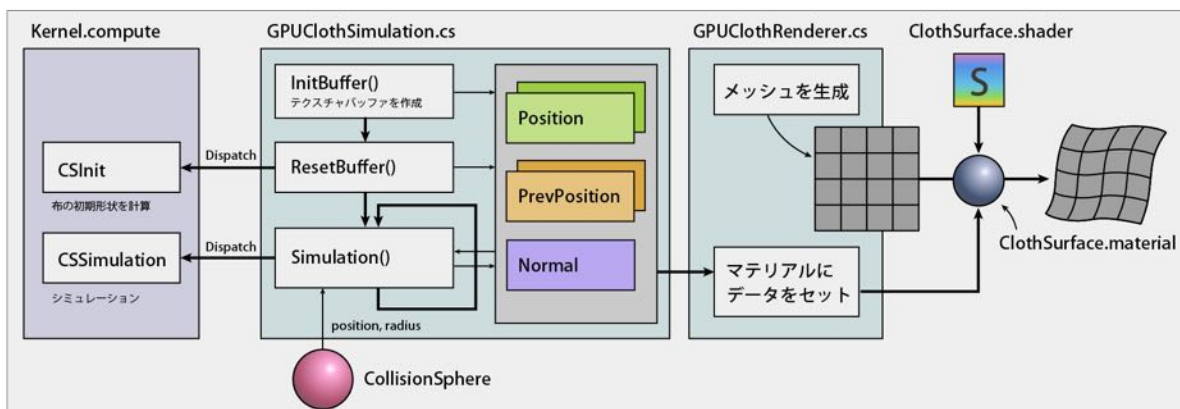 Kernel.compute
CSInit
布の初期形状を計算
CSSimulation
シミュレーション
Dispatch
Dispatch
GPUClothSimulation.cs
InitBuffer()
テクスチャバッファを作成
ResetBuffer()
Simulation()
position, radius
CollisionSphere
Position
PrevPosition
Normal
GPUClothRenderer.cs
メッシュを生成
マテリアルに
データをセット
ClothSurface.shader
S
ClothSurface.material